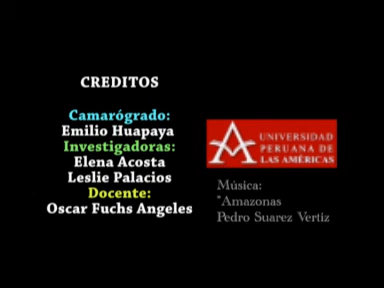 CREDITOS
Camarógrado:
Emilio Huapaya
Investigadoras:
Elena Acosta
Leslie Palacios
Docente:
Oscar Fuchs Angeles
UNIVERSIDAD
PERUANA DE
LAS AMÉRICAS
Música:
"Amazonas
Pedro Suarez Vertiz